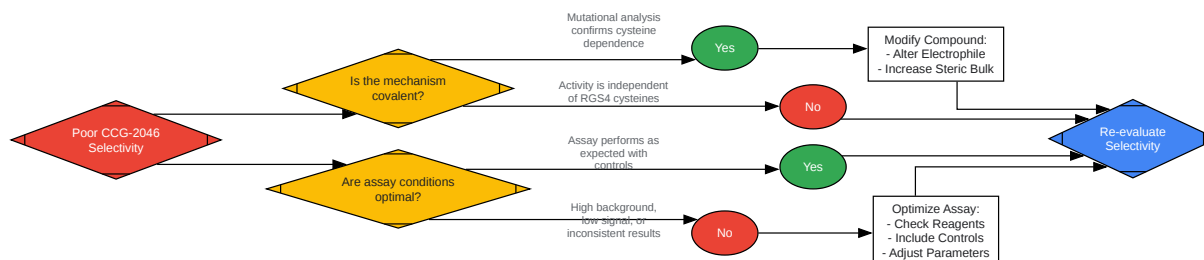 Poor CCG-2046
Selectivity
Is the mechanism
covalent?
Are assay conditions
optimal?
Mutational analysis
confirms cysteine
dependence
Activity is independent
of RGS4 cysteines
Assay performs as
expected with
controls
High background,
low signal, or
inconsistent results
Yes
No
Yes
No
Modify Compound:
- Alter Electrophile
- Increase Steric Bulk
Optimize Assay:
- Check Reagents
- Include Controls
- Adjust Parameters
Re-evaluate
Selectivity